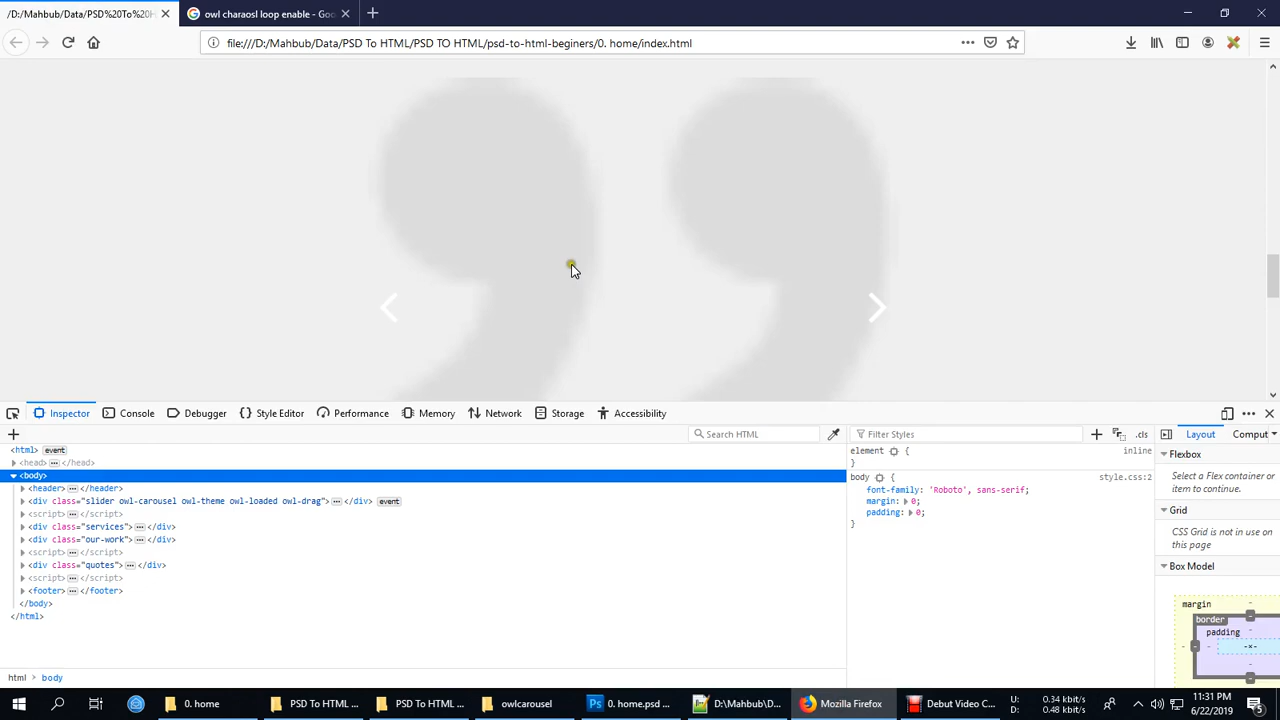 /D:/Mahbub/Data/PSD%20To%20H
owl charaosl loop enable - Goo
file:///D:/Mahbub/Data/PSD To HTML/PSD TO HTML/psd-to-html-beginers/0. home/index.html
Inspector
Console
Debugger
Style Editor
Performance
Memory
Network
Storage
Accessibility
Search HTML
Filter Styles
.cls
Layout
Comput
<html> event
<head> </head>
<body>
<header> </header>
<div class="slider owl-carousel owl-theme owl-loaded owl-drag"> </div> event
<script> </script>
<div class="services"> </div>
<div class="our-work"> </div>
<script> </script>
<div class="quotes"> </div>
<script> </script>
<footer> </footer>
</body>
</html>
element { inline
}
body { style.css:2
font-family: 'Roboto', sans-serif;
margin: 0;
padding: 0;
}
Flexbox
Select a Flex container or
item to continue.
Grid
CSS Grid is not in use on
this page
Box Model
margin -
border -
padding -
- - -×-
-
html body
0. home
PSD To HTML ...
PSD To HTML ...
owlcarousel
0. home.psd ...
D:\Mahbub\D...
Mozilla Firefox
Debut Video C...
U: 0.34 kbit/s
D: 0.48 kbit/s
11:31 PM
6/22/2019